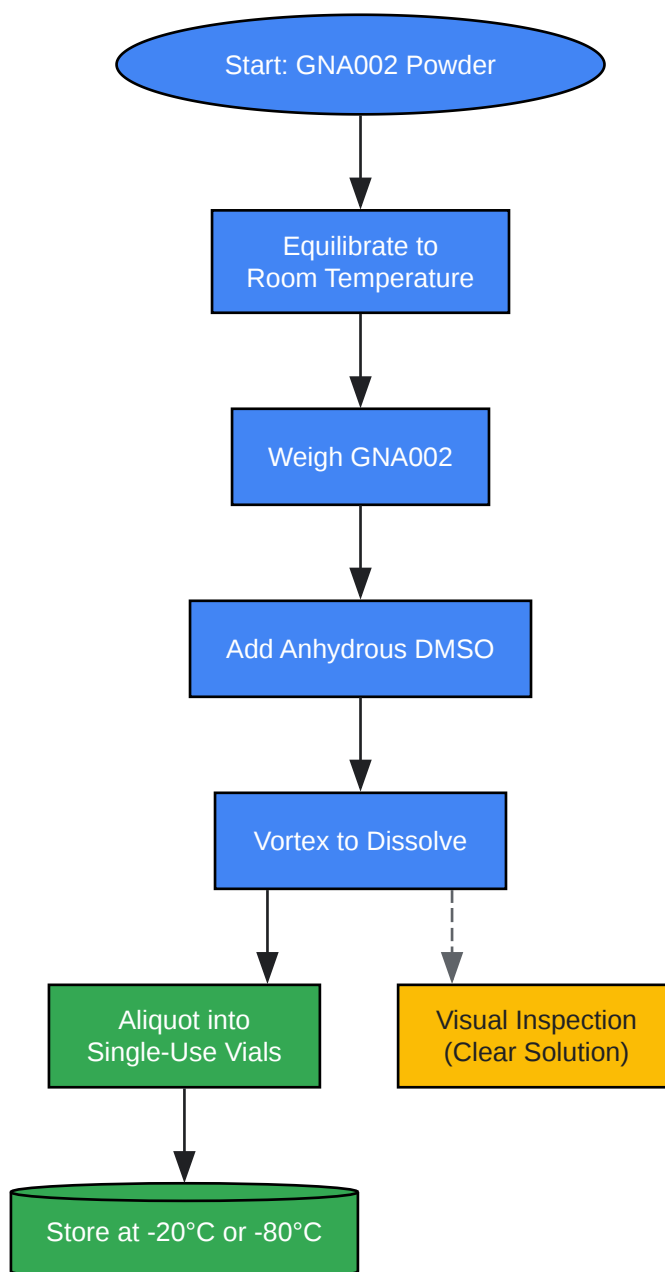 Start: GNA002 Powder
Equilibrate to
Room Temperature
Weigh GNA002
Add Anhydrous DMSO
Vortex to Dissolve
Aliquot into
Single-Use Vials
Visual Inspection
(Clear Solution)
Store at -20°C or -80°C